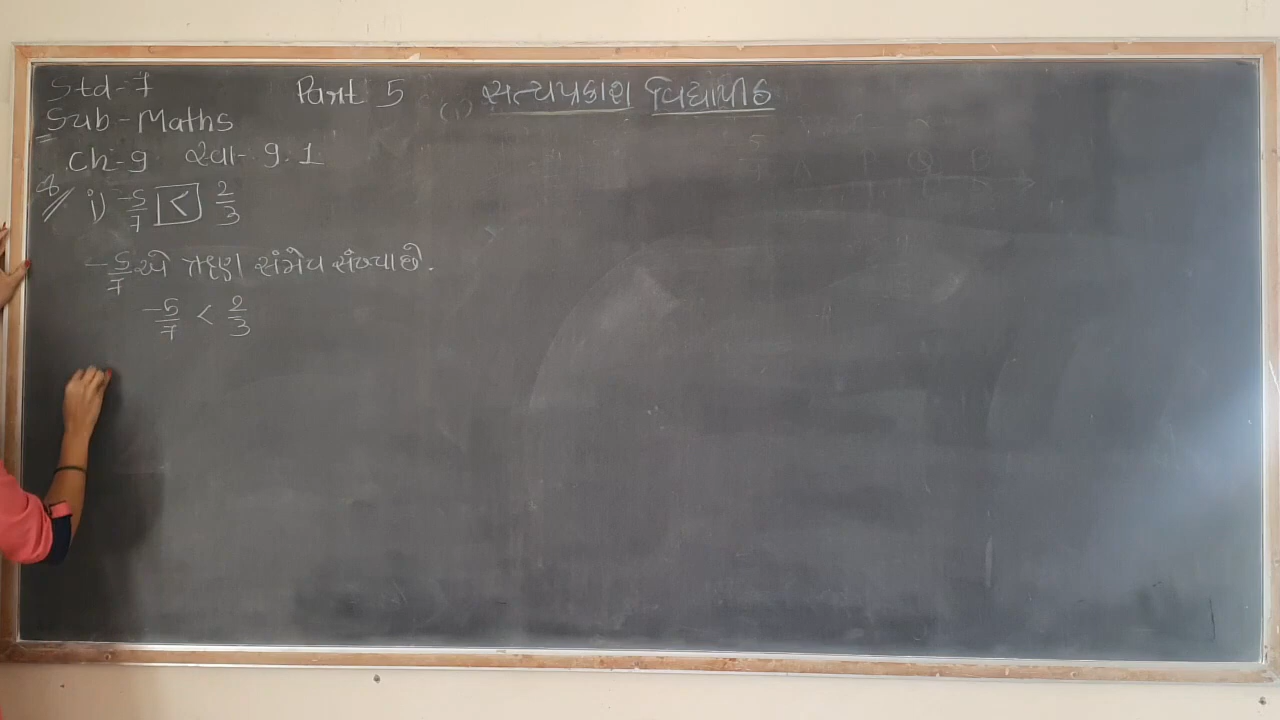 Std-7 Part 5 સત્યપ્રકાશ વિદ્યાપીઠ
Sub-Maths
Ch-9 સ્વા- 9.1
8/ i) -5/7 < 2/3
-5/7 એ ઋણ સંમેય સંખ્યા છે.
-5/7 < 2/3